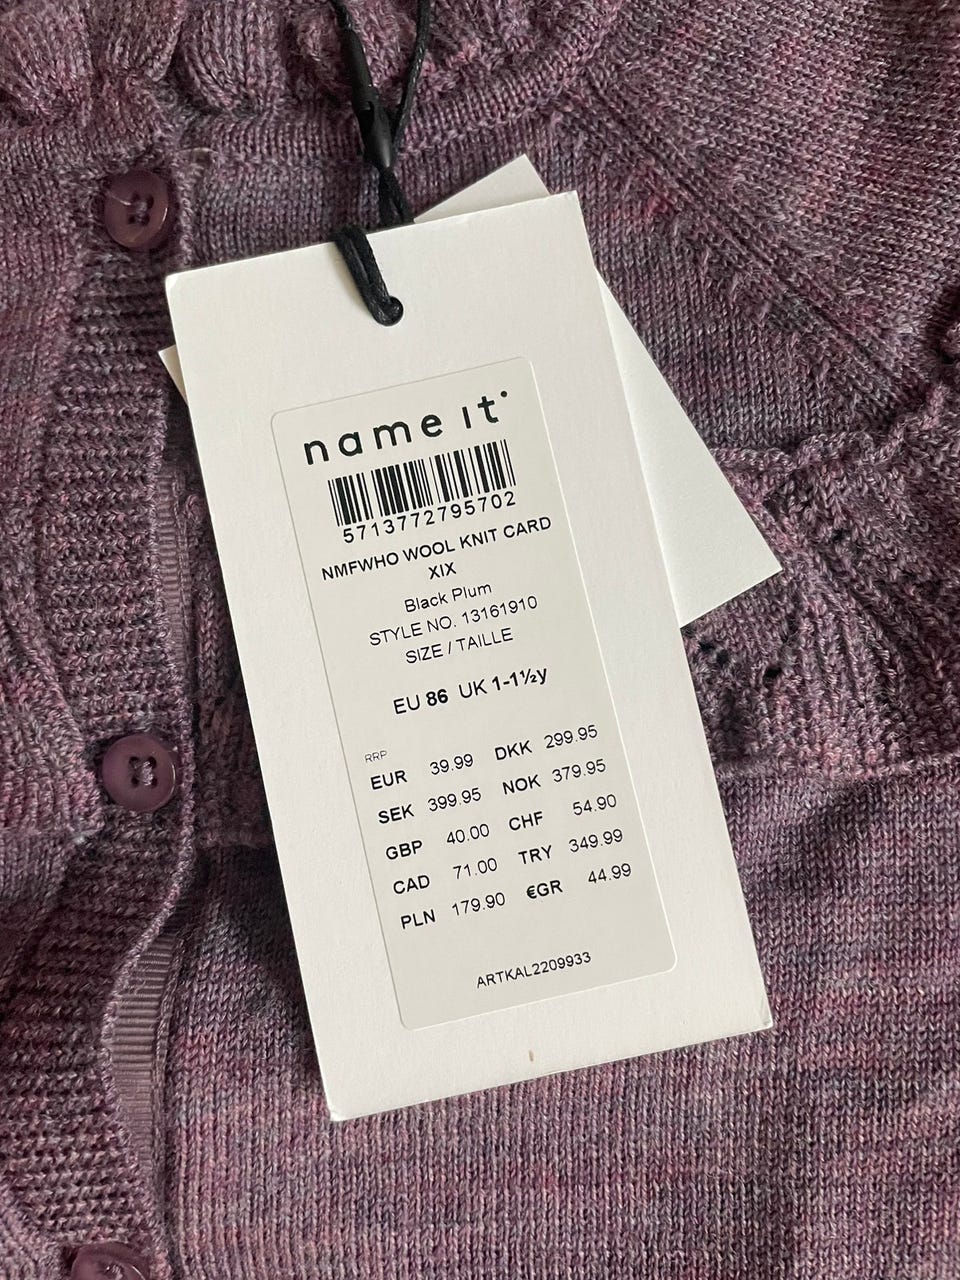 name it
5713772795702
NMFWHO WOOL KNIT CARD
XIX
Black Plum
STYLE NO. 13161910
SIZE / TAILLE
EU 86 UK 1-1½y
RRP
EUR 39.99 DKK 299.95
SEK 399.95 NOK 379.95
GBP 40.00 CHF 54.90
CAD 71.00 TRY 349.99
PLN 179.90 €GR 44.99
ARTKAL2209933